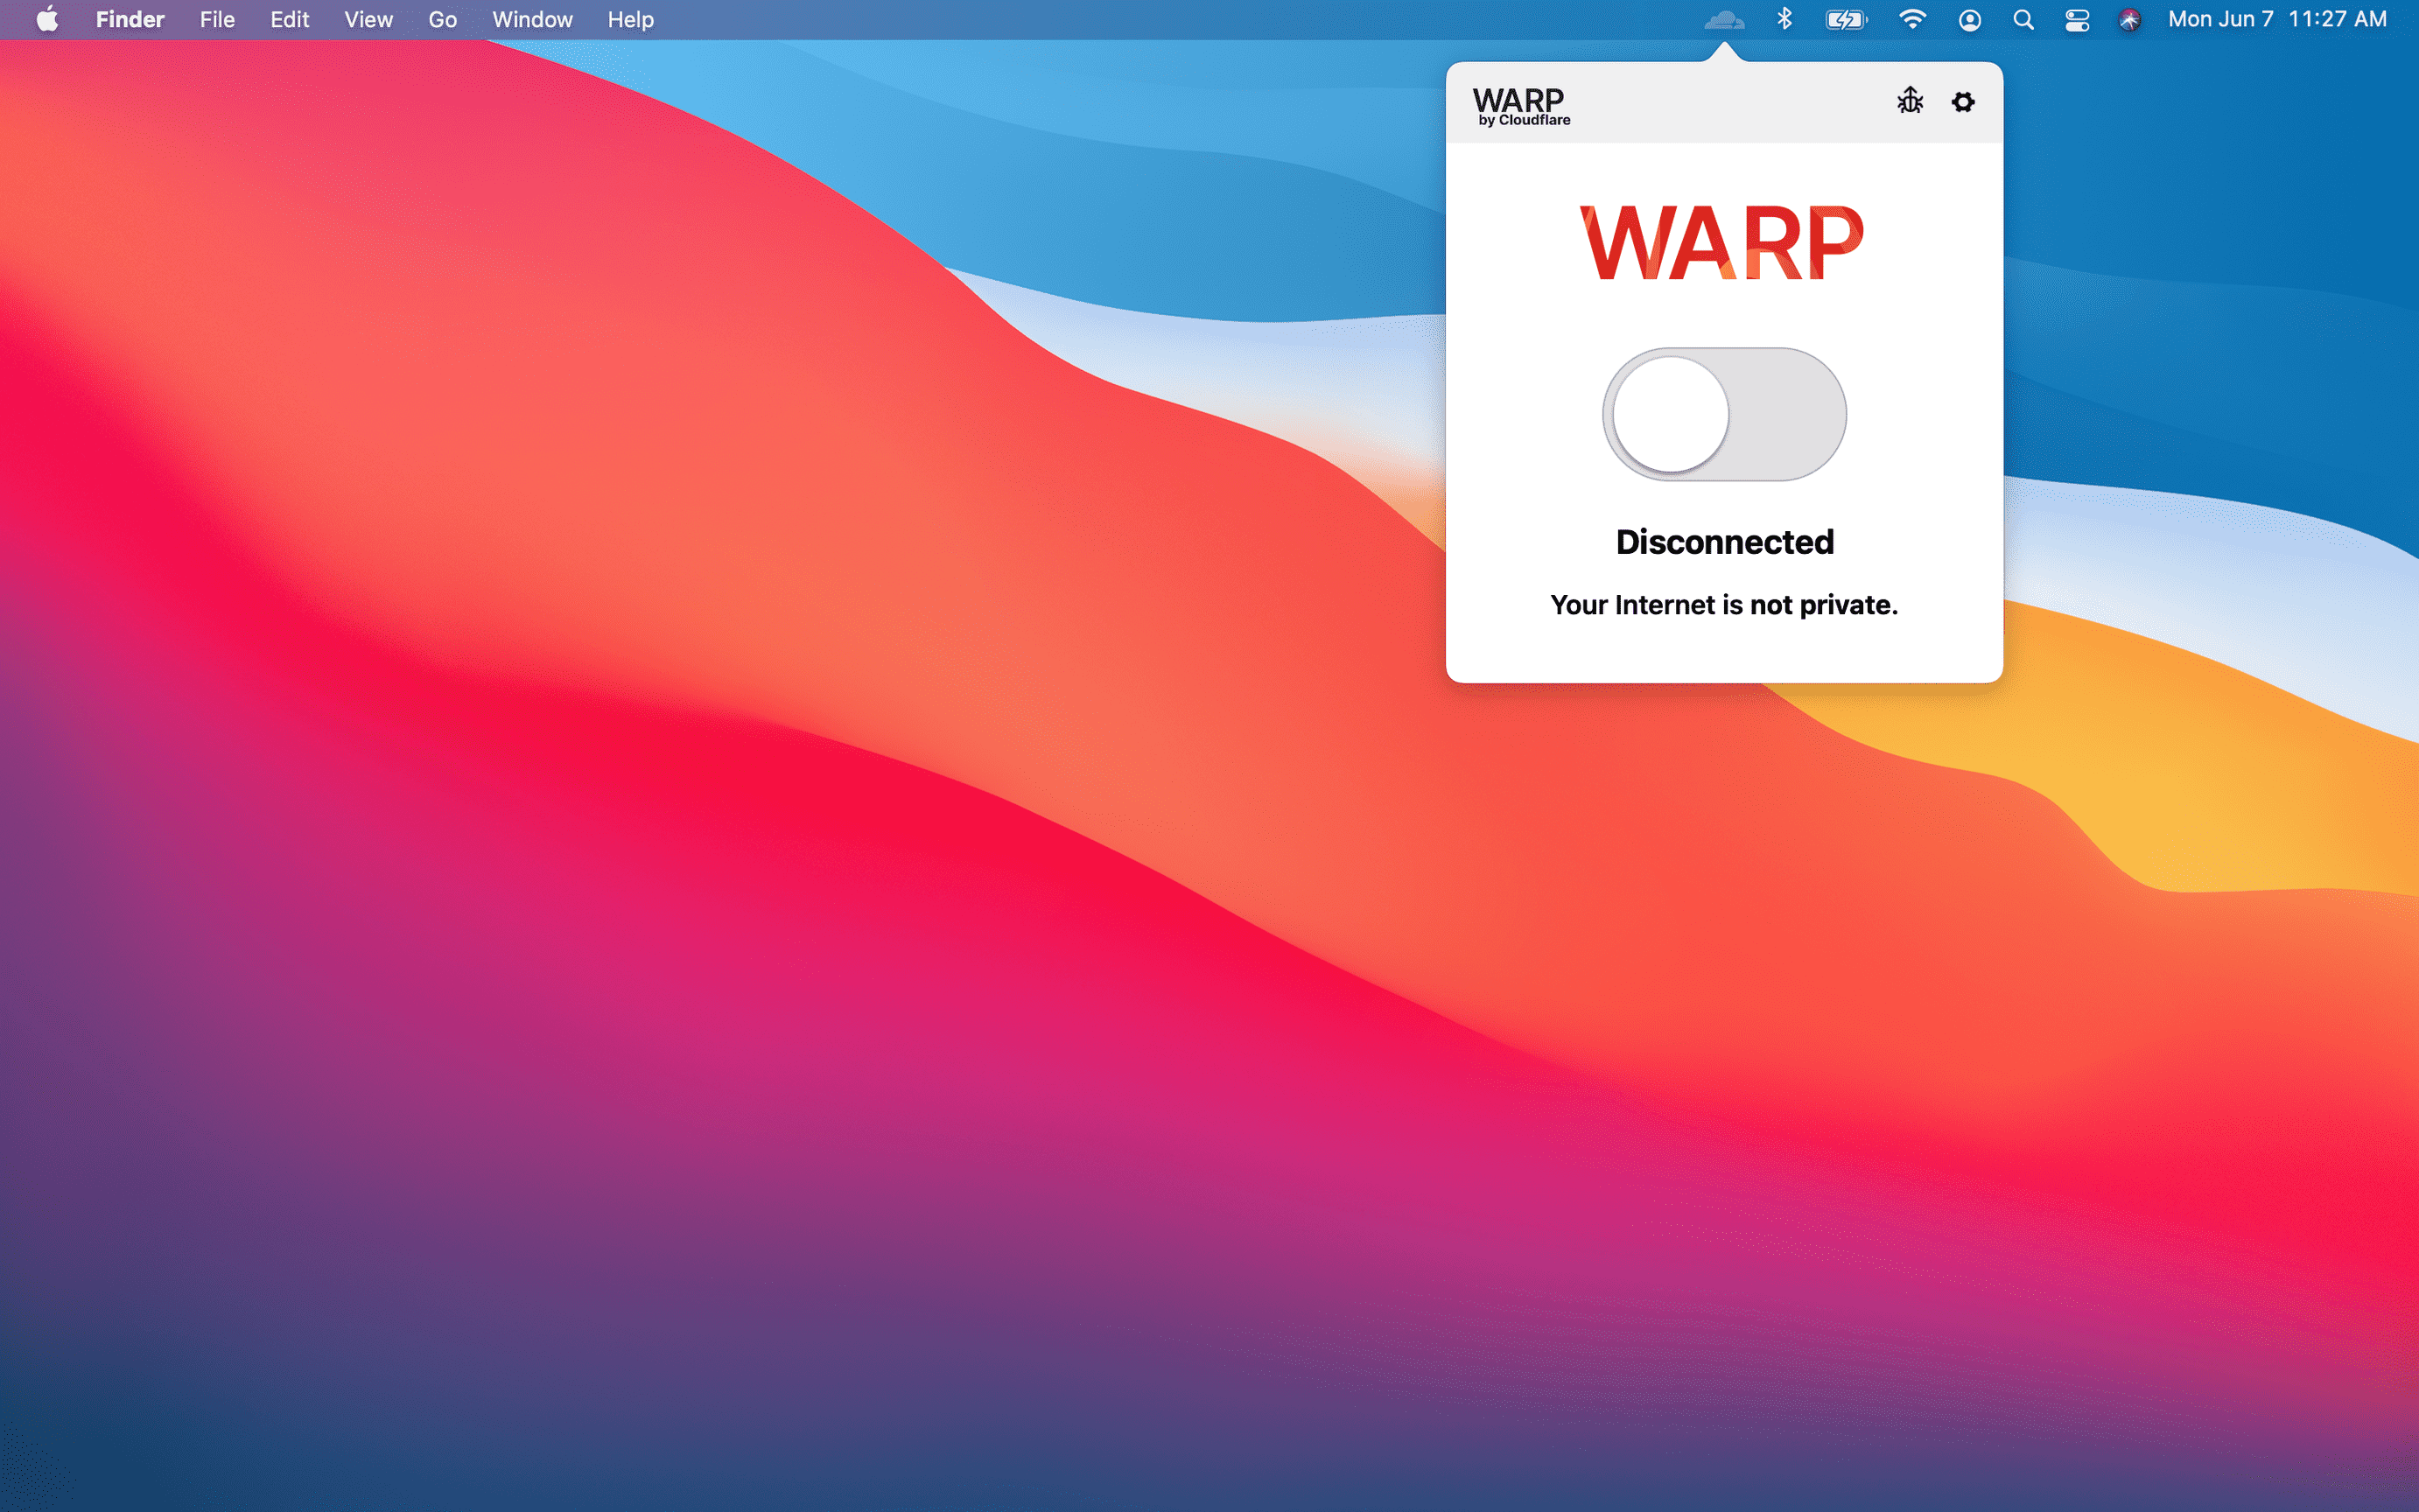 Finder File Edit View Go Window Help Mon Jun 7 11:27 AM
WARP
by Cloudflare
WARP
Disconnected
Your Internet is not private.